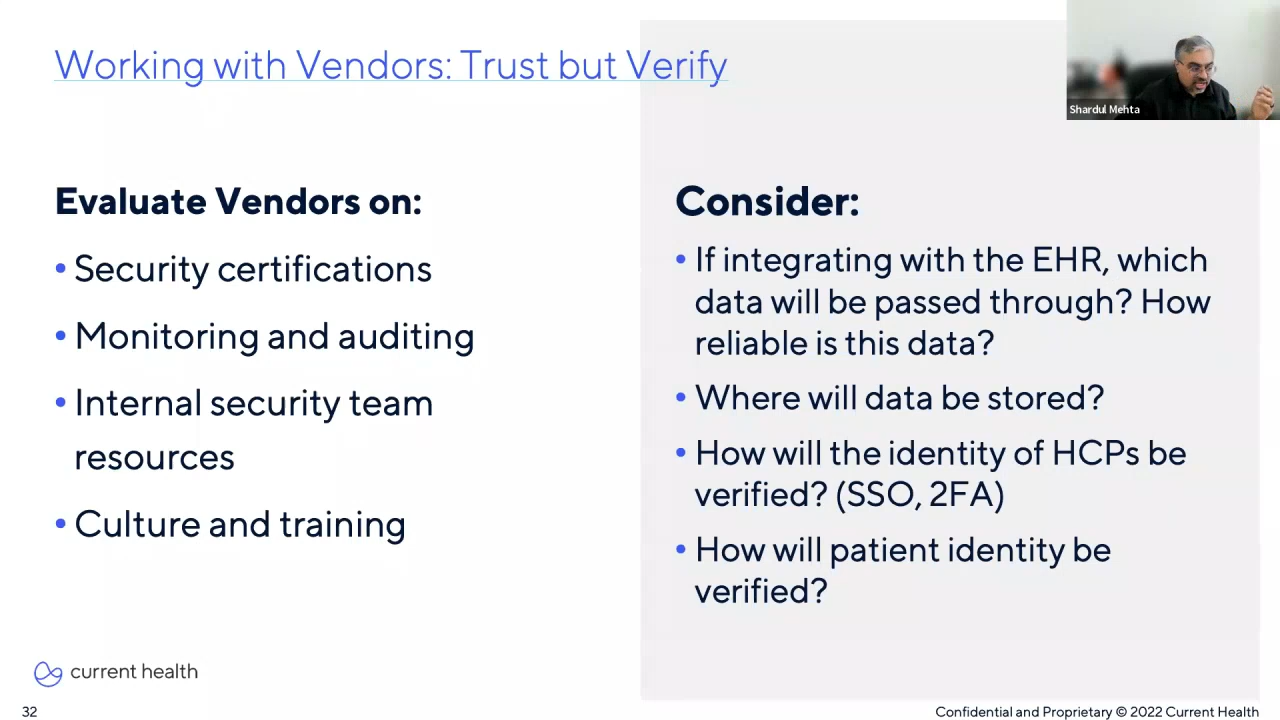 Working with Vendors: Trust but Verify
Shardul Mehta
Evaluate Vendors on:
• Security certifications
• Monitoring and auditing
• Internal security team
resources
• Culture and training
Consider:
• If integrating with the EHR, which
data will be passed through? How
reliable is this data?
• Where will data be stored?
• How will the identity of HCPs be
verified? (SSO, 2FA)
• How will patient identity be
verified?
current health
32
Confidential and Proprietary © 2022 Current Health